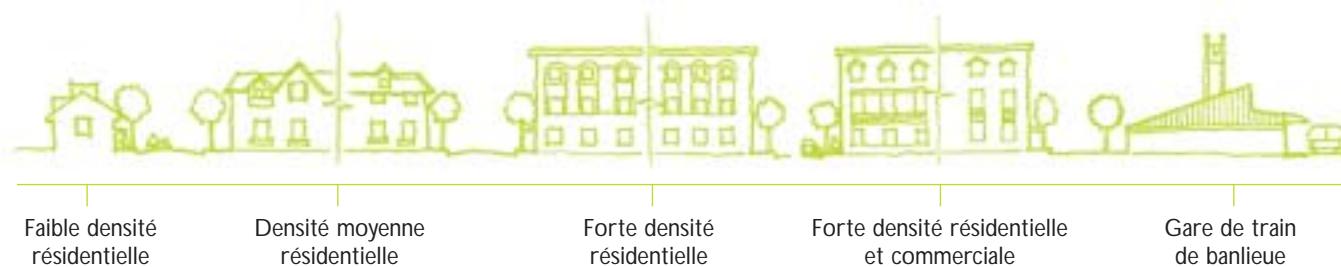 Faible densité
résidentielle
Densité moyenne
résidentielle
Forte densité
résidentielle
Forte densité résidentielle
et commerciale
Gare de train
de banlieue